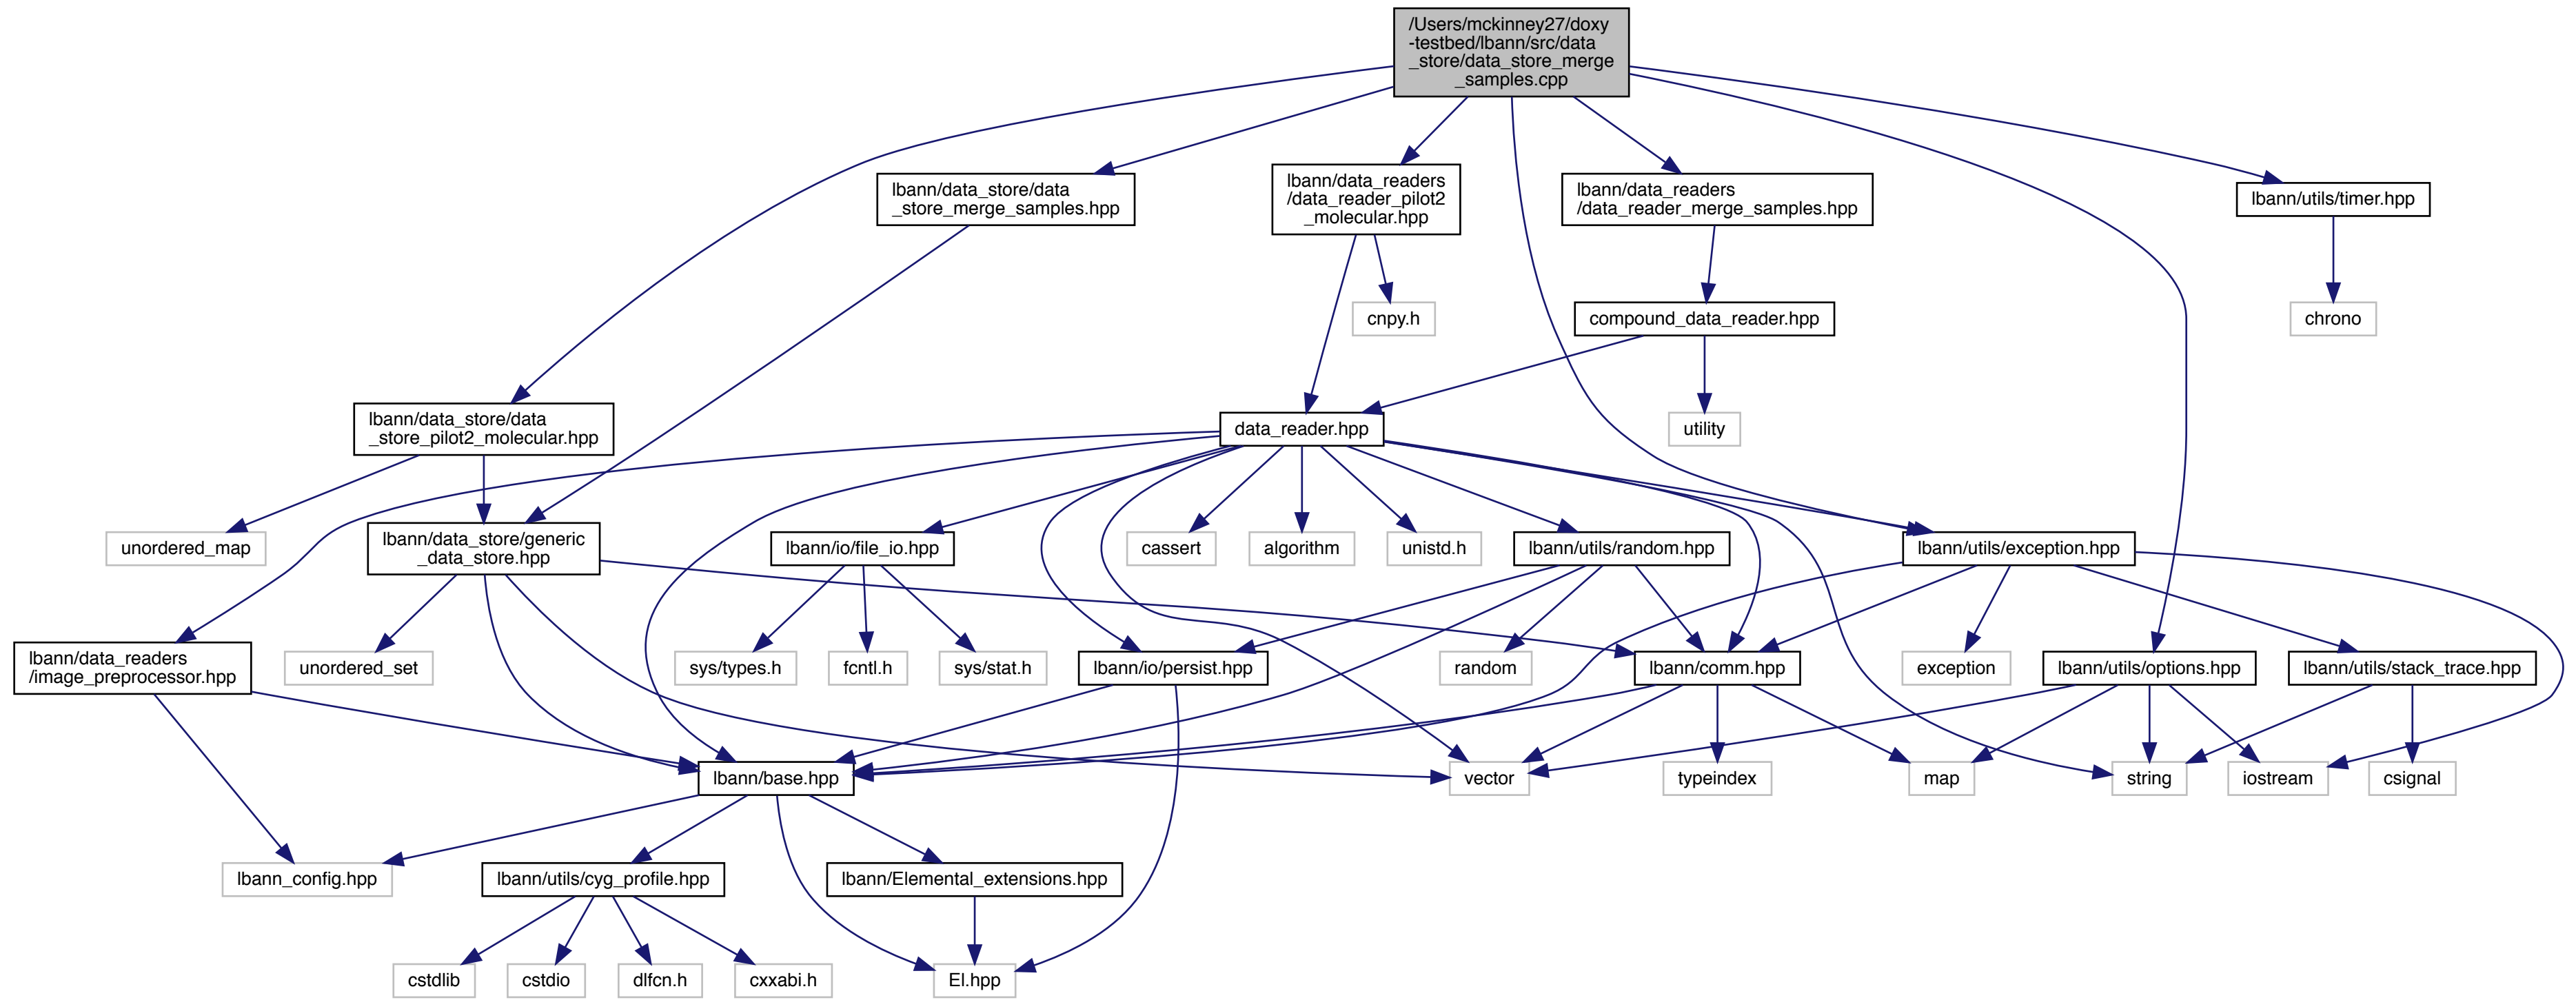 /Users/mckinney27/doxy
-testbed/lbann/src/data
_store/data_store_merge
_samples.cpp
lbann/data_store/data
_store_merge_samples.hpp
lbann/data_readers
/data_reader_pilot2
_molecular.hpp
lbann/data_readers
/data_reader_merge_samples.hpp
lbann/utils/timer.hpp
cnpy.h
compound_data_reader.hpp
chrono
lbann/data_store/data
_store_pilot2_molecular.hpp
data_reader.hpp
utility
unordered_map
lbann/data_store/generic
_data_store.hpp
lbann/io/file_io.hpp
cassert
algorithm
unistd.h
lbann/utils/random.hpp
lbann/utils/exception.hpp
lbann/data_readers
/image_preprocessor.hpp
unordered_set
sys/types.h
fcntl.h
sys/stat.h
lbann/io/persist.hpp
random
lbann/comm.hpp
exception
lbann/utils/options.hpp
lbann/utils/stack_trace.hpp
lbann/base.hpp
vector
typeindex
map
string
iostream
csignal
lbann_config.hpp
lbann/utils/cyg_profile.hpp
lbann/Elemental_extensions.hpp
cstdlib
cstdio
dlfcn.h
cxxabi.h
El.hpp